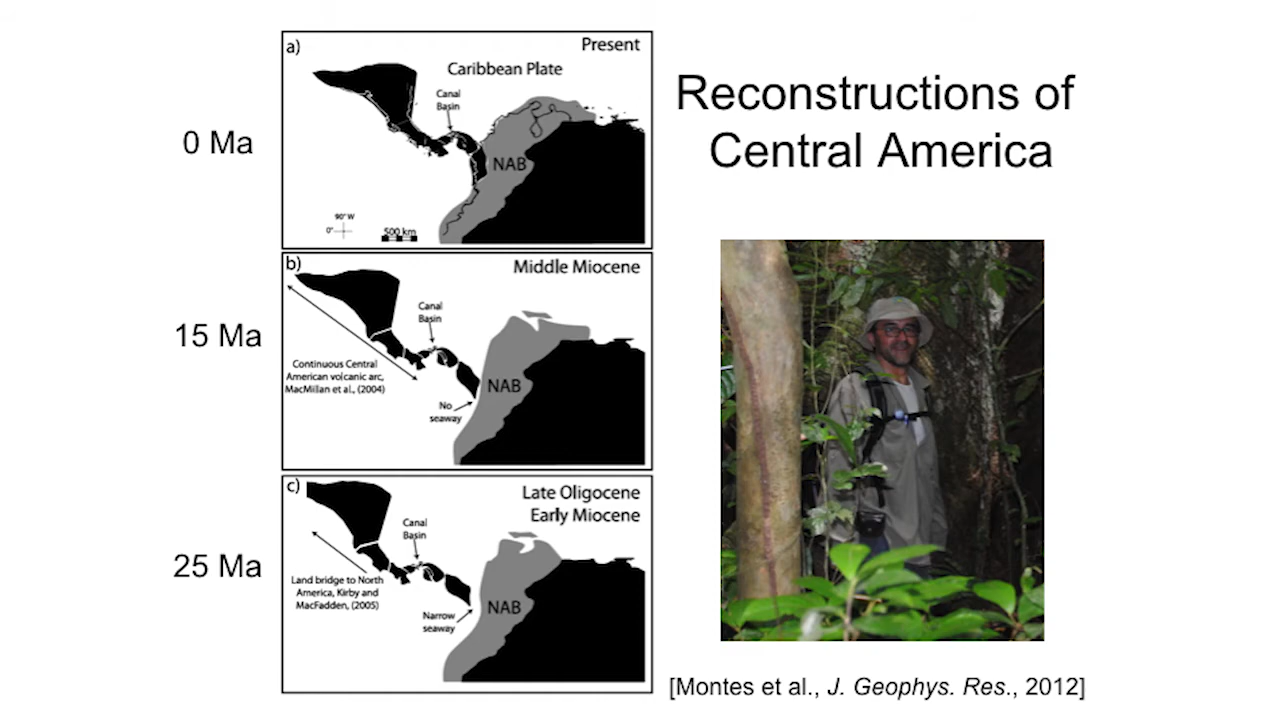 Reconstructions of
Central America
0 Ma
a)
Present
Caribbean Plate
Canal
Basin
NAB
90° W
0°
500 km
15 Ma
b)
Middle Miocene
Canal
Basin
Continuous Central
American volcanic arc,
MacMillan et al., (2004)
NAB
No
seaway
25 Ma
c)
Late Oligocene
Early Miocene
Canal
Basin
Land bridge to North
America, Kirby and
MacFadden, (2005)
NAB
Narrow
seaway
[Montes et al., J. Geophys. Res., 2012]